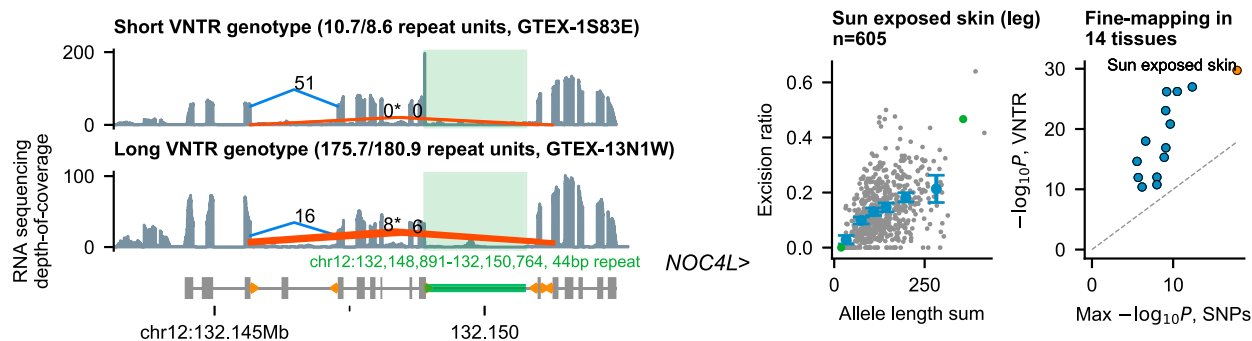 Short VNTR genotype (10.7/8.6 repeat units, GTEX-1S83E)
200
0
51
0* 0
Long VNTR genotype (175.7/180.9 repeat units, GTEX-13N1W)
100
0
16
8* 6
RNA sequencing
depth-of-coverage
chr12:132,148,891-132,150,764, 44bp repeat
NOC4L>
chr12:132.145Mb
132.150
Sun exposed skin (leg)
n=605
0.6
0.4
0.2
0.0
Excision ratio
0
250
Allele length sum
Fine-mapping in
14 tissues
Sun exposed skin
30
20
10
0
−log₁₀P, VNTR
0
10
Max −log₁₀P, SNPs